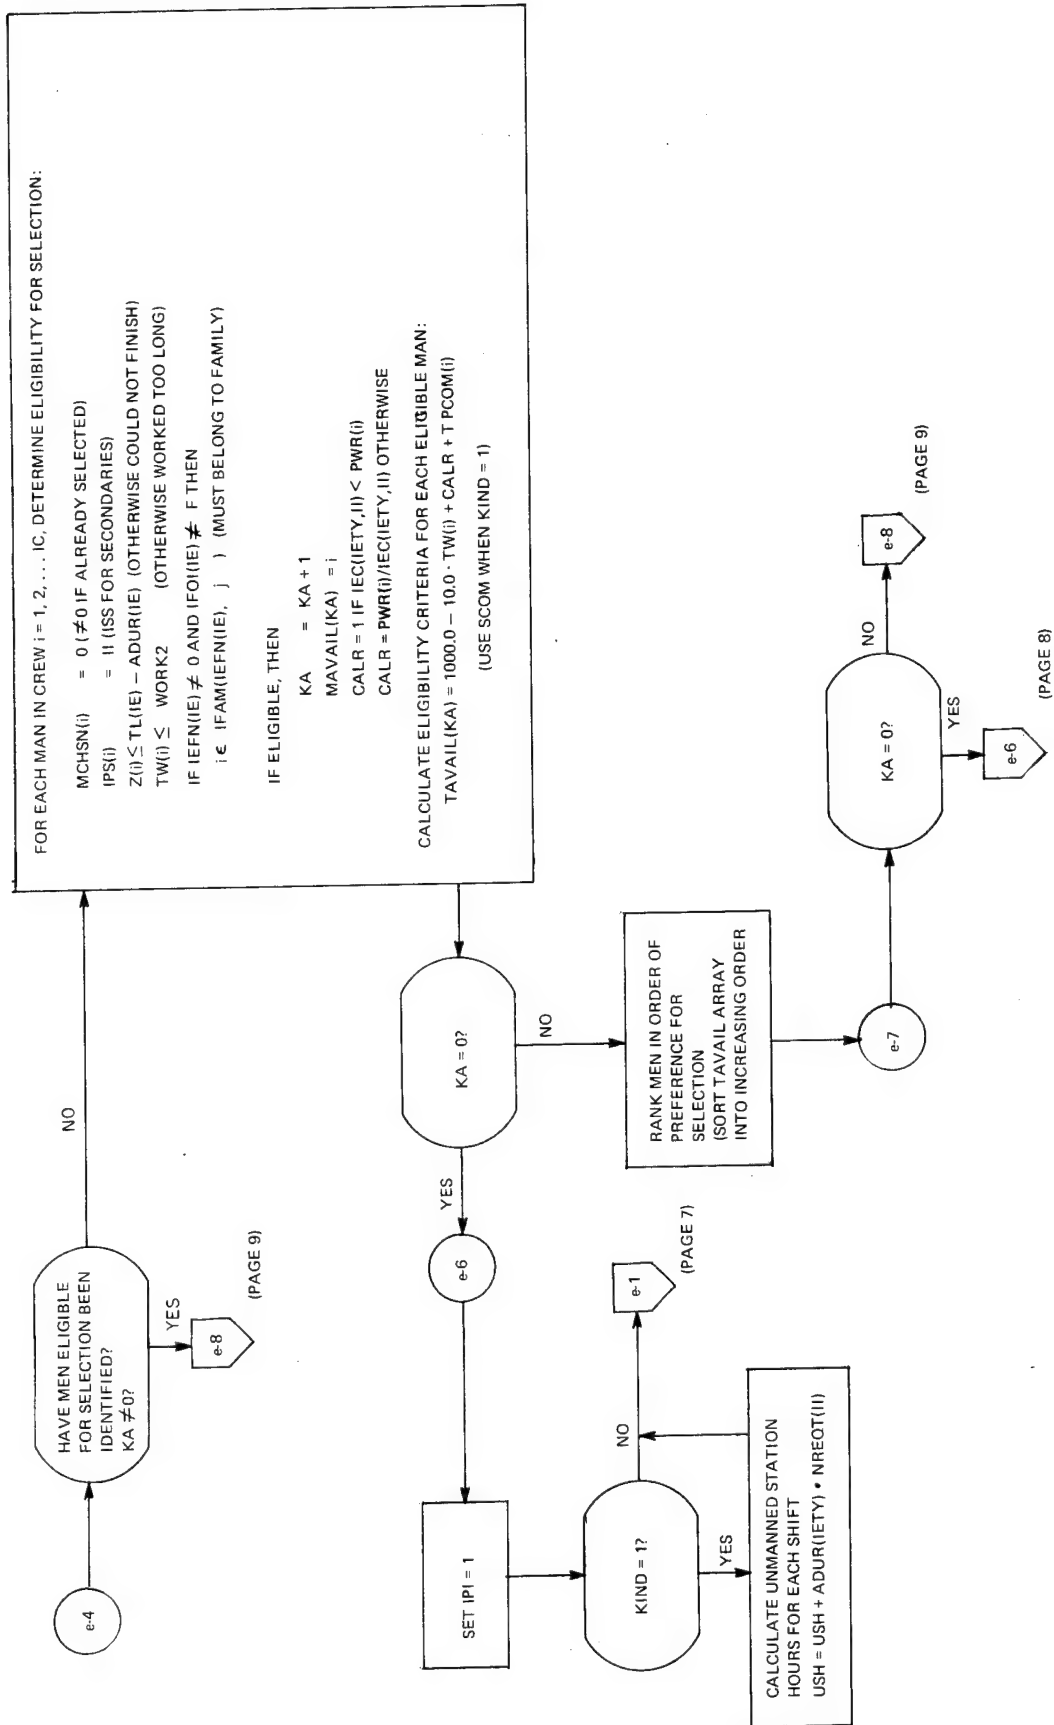 e-4
HAVE MEN ELIGIBLE
FOR SELECTION BEEN
IDENTIFIED?
KA ≠ 0?
NO
YES
e-8
(PAGE 9)
FOR EACH MAN IN CREW i = 1, 2, . . . IC, DETERMINE ELIGIBILITY FOR SELECTION:
MCHSN(i) = 0 (≠ 0 IF ALREADY SELECTED)
IPS(i) = II (ISS FOR SECONDARIES)
Z(i) ≤ TL(IE) – ADUR(IE) (OTHERWISE COULD NOT FINISH)
TW(i) ≤ WORK2 (OTHERWISE WORKED TOO LONG)
IF IEFN(IE) ≠ 0 AND IFOI(IE) ≠ F THEN
i ϵ IFAM(IEFN(IE), j ) (MUST BELONG TO FAMILY)
IF ELIGIBLE, THEN
KA = KA + 1
MAVAIL(KA) = i
CALR = 1 IF IEC(IETY,II) < PWR(i)
CALR = PWR(i)/IEC(IETY,II) OTHERWISE
CALCULATE ELIGIBILITY CRITERIA FOR EACH ELIGIBLE MAN:
TAVAIL(KA) = 1000.0 – 10.0 · TW(i) + CALR + T PCOM(i)
(USE SCOM WHEN KIND = 1)
KA = 0?
YES
e-6
NO
SET IPI = 1
RANK MEN IN ORDER OF
PREFERENCE FOR
SELECTION
(SORT TAVAIL ARRAY
INTO INCREASING ORDER
KIND = 1?
NO
e-1
(PAGE 7)
YES
CALCULATE UNMANNED STATION
HOURS FOR EACH SHIFT
USH = USH + ADUR(IETY) • NREQT(II)
e-7
KA = 0?
NO
e-8
(PAGE 9)
YES
e-6
(PAGE 8)